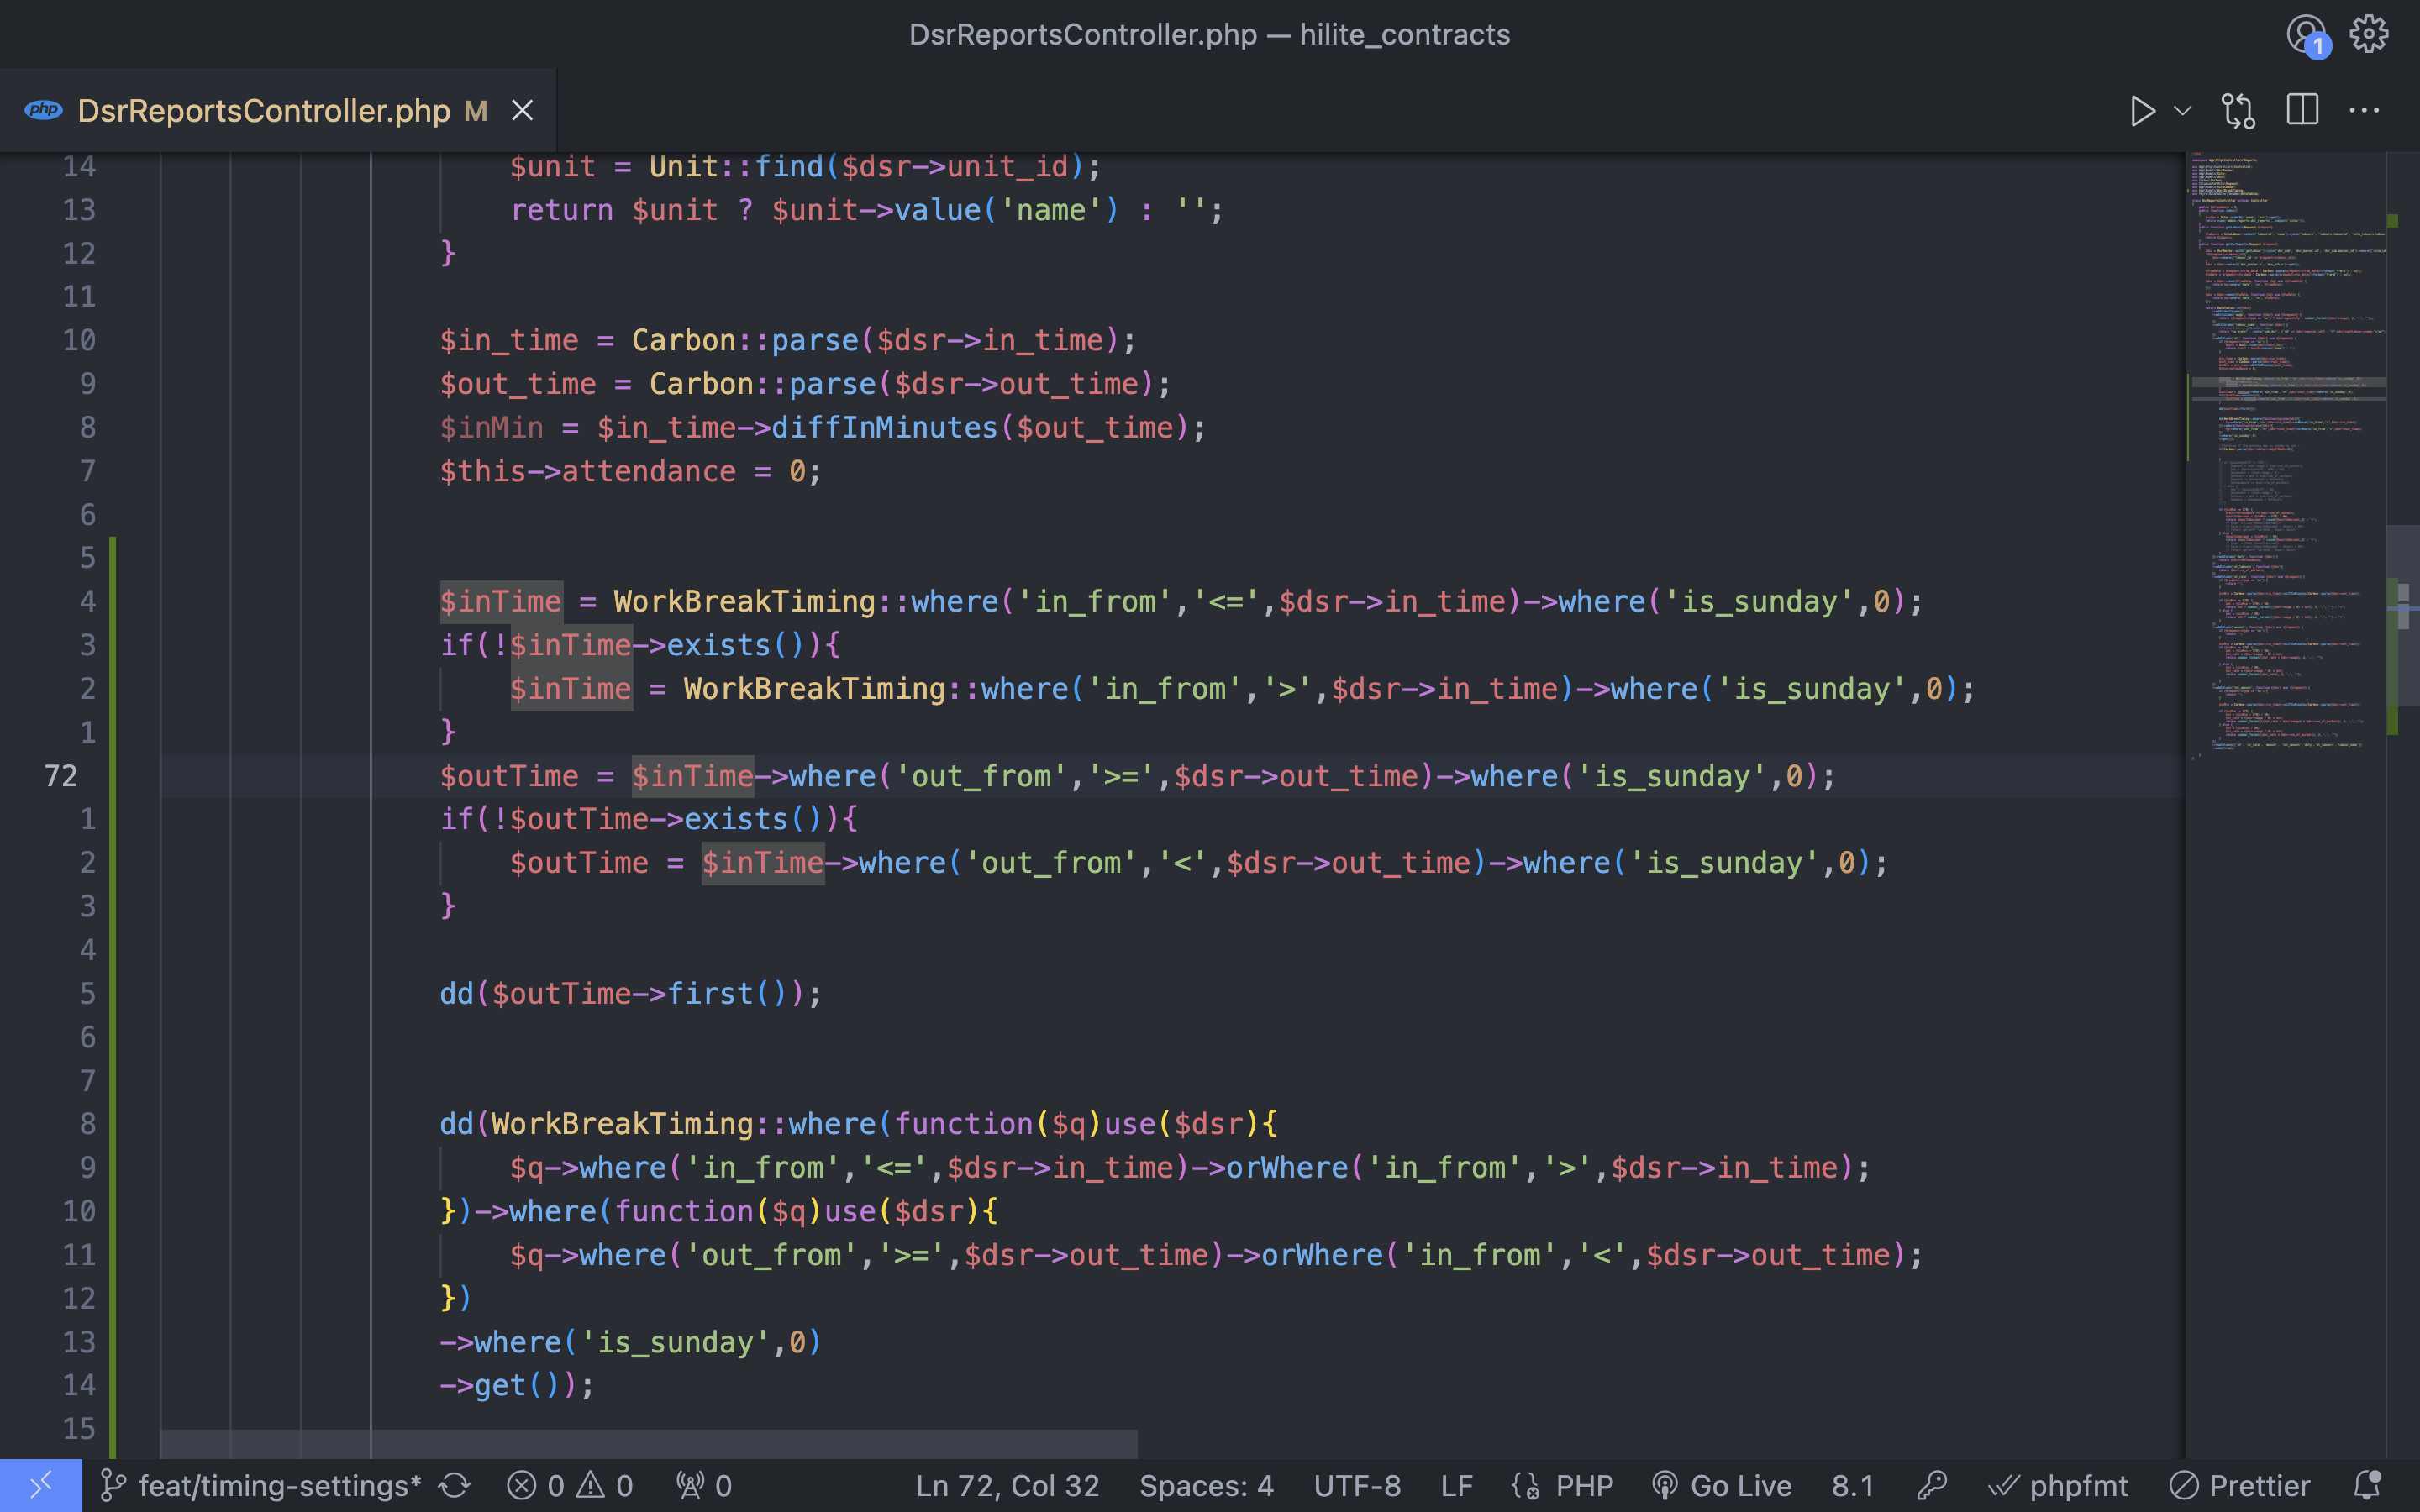 DsrReportsController.php — hilite_contracts
1
php DsrReportsController.php M
14 $unit = Unit::find($dsr->unit_id);
13 return $unit ? $unit->value('name') : '';
12 }
11
10 $in_time = Carbon::parse($dsr->in_time);
9 $out_time = Carbon::parse($dsr->out_time);
8 $inMin = $in_time->diffInMinutes($out_time);
7 $this->attendance = 0;
6
5
4 $inTime = WorkBreakTiming::where('in_from','<=',$dsr->in_time)->where('is_sunday',0);
3 if(!$inTime->exists()){
2 $inTime = WorkBreakTiming::where('in_from','>',$dsr->in_time)->where('is_sunday',0);
1 }
72 $outTime = $inTime->where('out_from','>=',$dsr->out_time)->where('is_sunday',0);
1 if(!$outTime->exists()){
2 $outTime = $inTime->where('out_from','<',$dsr->out_time)->where('is_sunday',0);
3 }
4
5 dd($outTime->first());
6
7
8 dd(WorkBreakTiming::where(function($q)use($dsr){
9 $q->where('in_from','<=',$dsr->in_time)->orWhere('in_from','>',$dsr->in_time);
10 })->where(function($q)use($dsr){
11 $q->where('out_from','>=',$dsr->out_time)->orWhere('in_from','<',$dsr->out_time);
12 })
13 ->where('is_sunday',0)
14 ->get());
15
feat/timing-settings* 0 0 0 Ln 72, Col 32 Spaces: 4 UTF-8 LF PHP Go Live 8.1 phpfmt Prettier